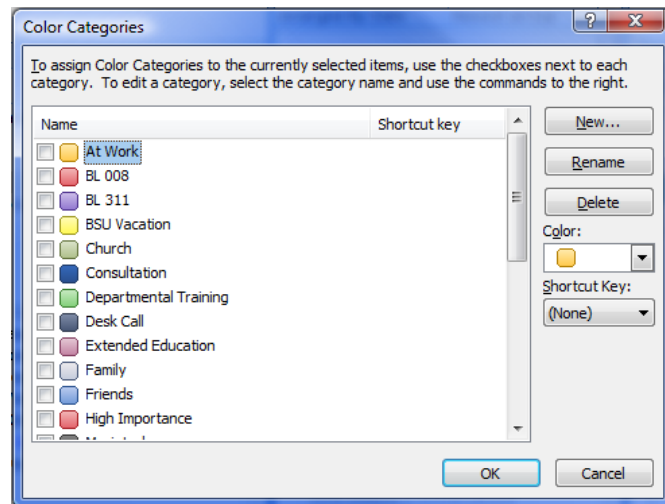 Color Categories
To assign Color Categories to the currently selected items, use the checkboxes next to each
category. To edit a category, select the category name and use the commands to the right.
Name Shortcut key
At Work
BL 008
BL 311
BSU Vacation
Church
Consultation
Departmental Training
Desk Call
Extended Education
Family
Friends
High Importance
New...
Rename
Delete
Color:
Shortcut Key:
(None)
OK Cancel